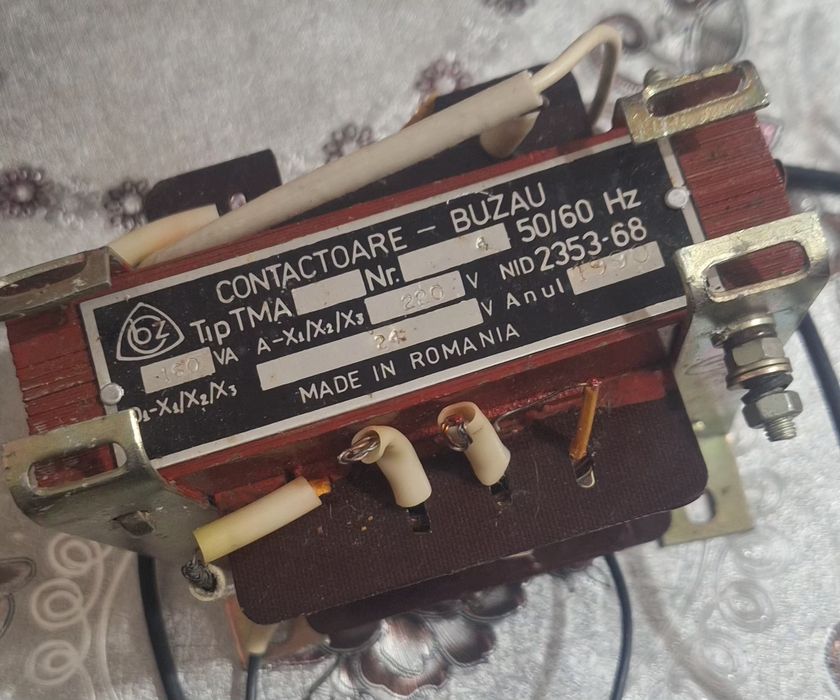 CONTACTOARE – BUZAU
bz Tip TMA Nr. 4 50/60 Hz
VA A-X₁/X₂/X₃ 220 V NID 2353-68
-X₁/X₂/X₃ 24 V Anul 1990
MADE IN ROMANIA